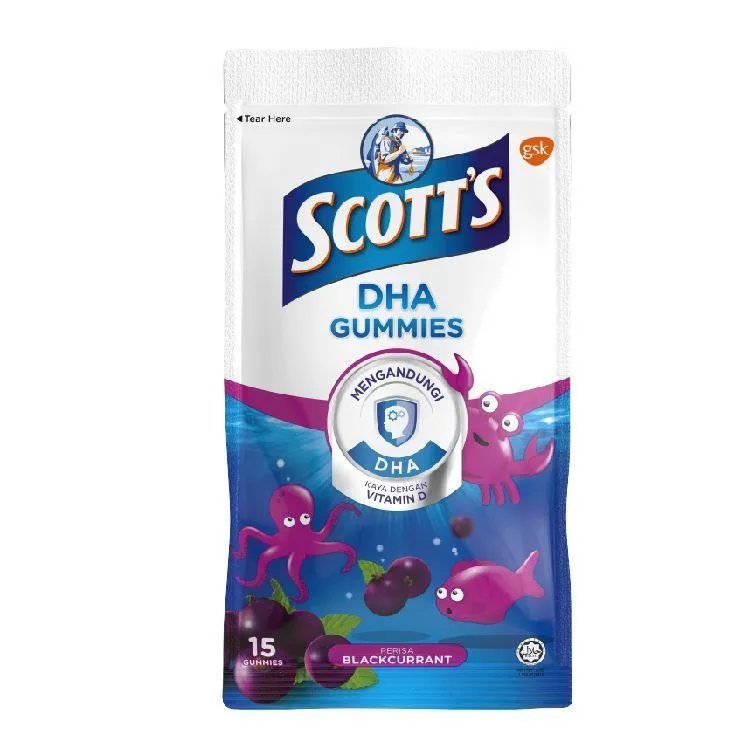 Tear Here
gsk
SCOTT'S
DHA
GUMMIES
MENGANDUNGI
DHA
KAYA DENGAN
VITAMIN D
15
GUMMIES
PERISA
BLACKCURRANT